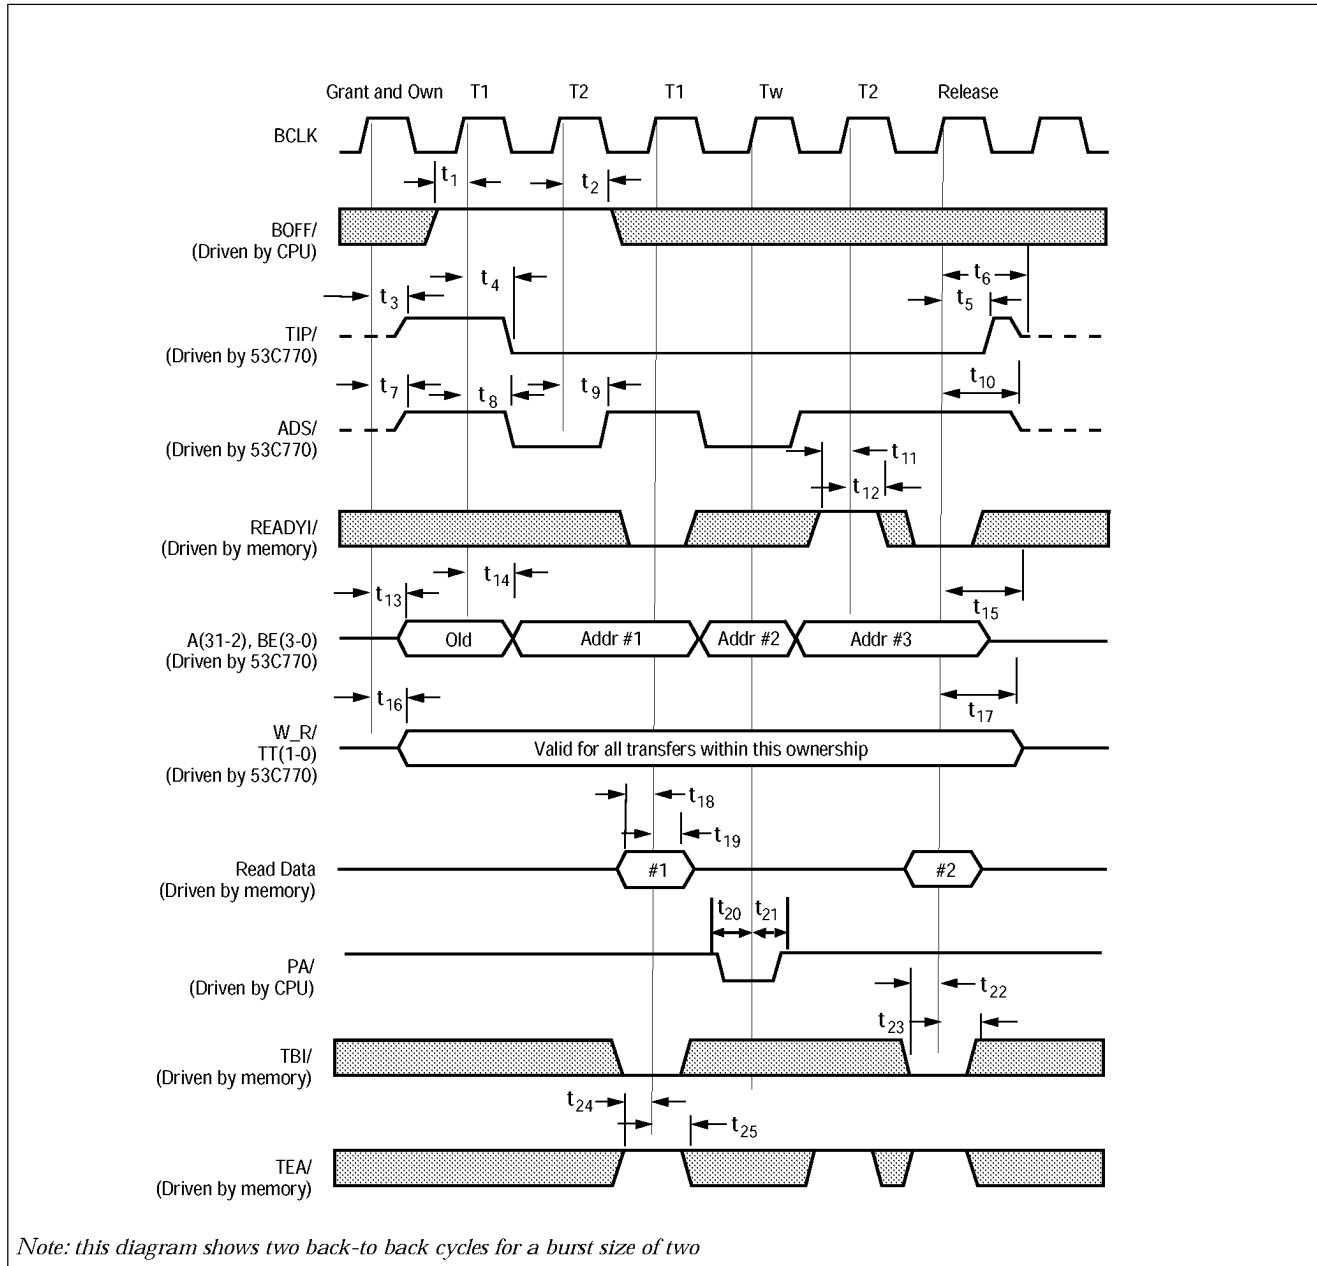 Grant and Own T1 T2 T1 Tw T2 Release
BCLK
t1 t2
BOFF/
(Driven by CPU)
t6
t3 t4 t5
TIP/
(Driven by 53C770)
t7 t8 t9 t10
ADS/
(Driven by 53C770)
t11
t12
READYI/
(Driven by memory)
t14
t13 t15
A(31-2), BE(3-0)
(Driven by 53C770)
Old Addr #1 Addr #2 Addr #3
t16 t17
W_R/
TT(1-0)
(Driven by 53C770)
Valid for all transfers within this ownership
t18
t19
Read Data
(Driven by memory)
#1 #2
t20 t21
PA/
(Driven by CPU)
t22
t23
TBI/
(Driven by memory)
t24
t25
TEA/
(Driven by memory)
Note: this diagram shows two back-to back cycles for a burst size of two